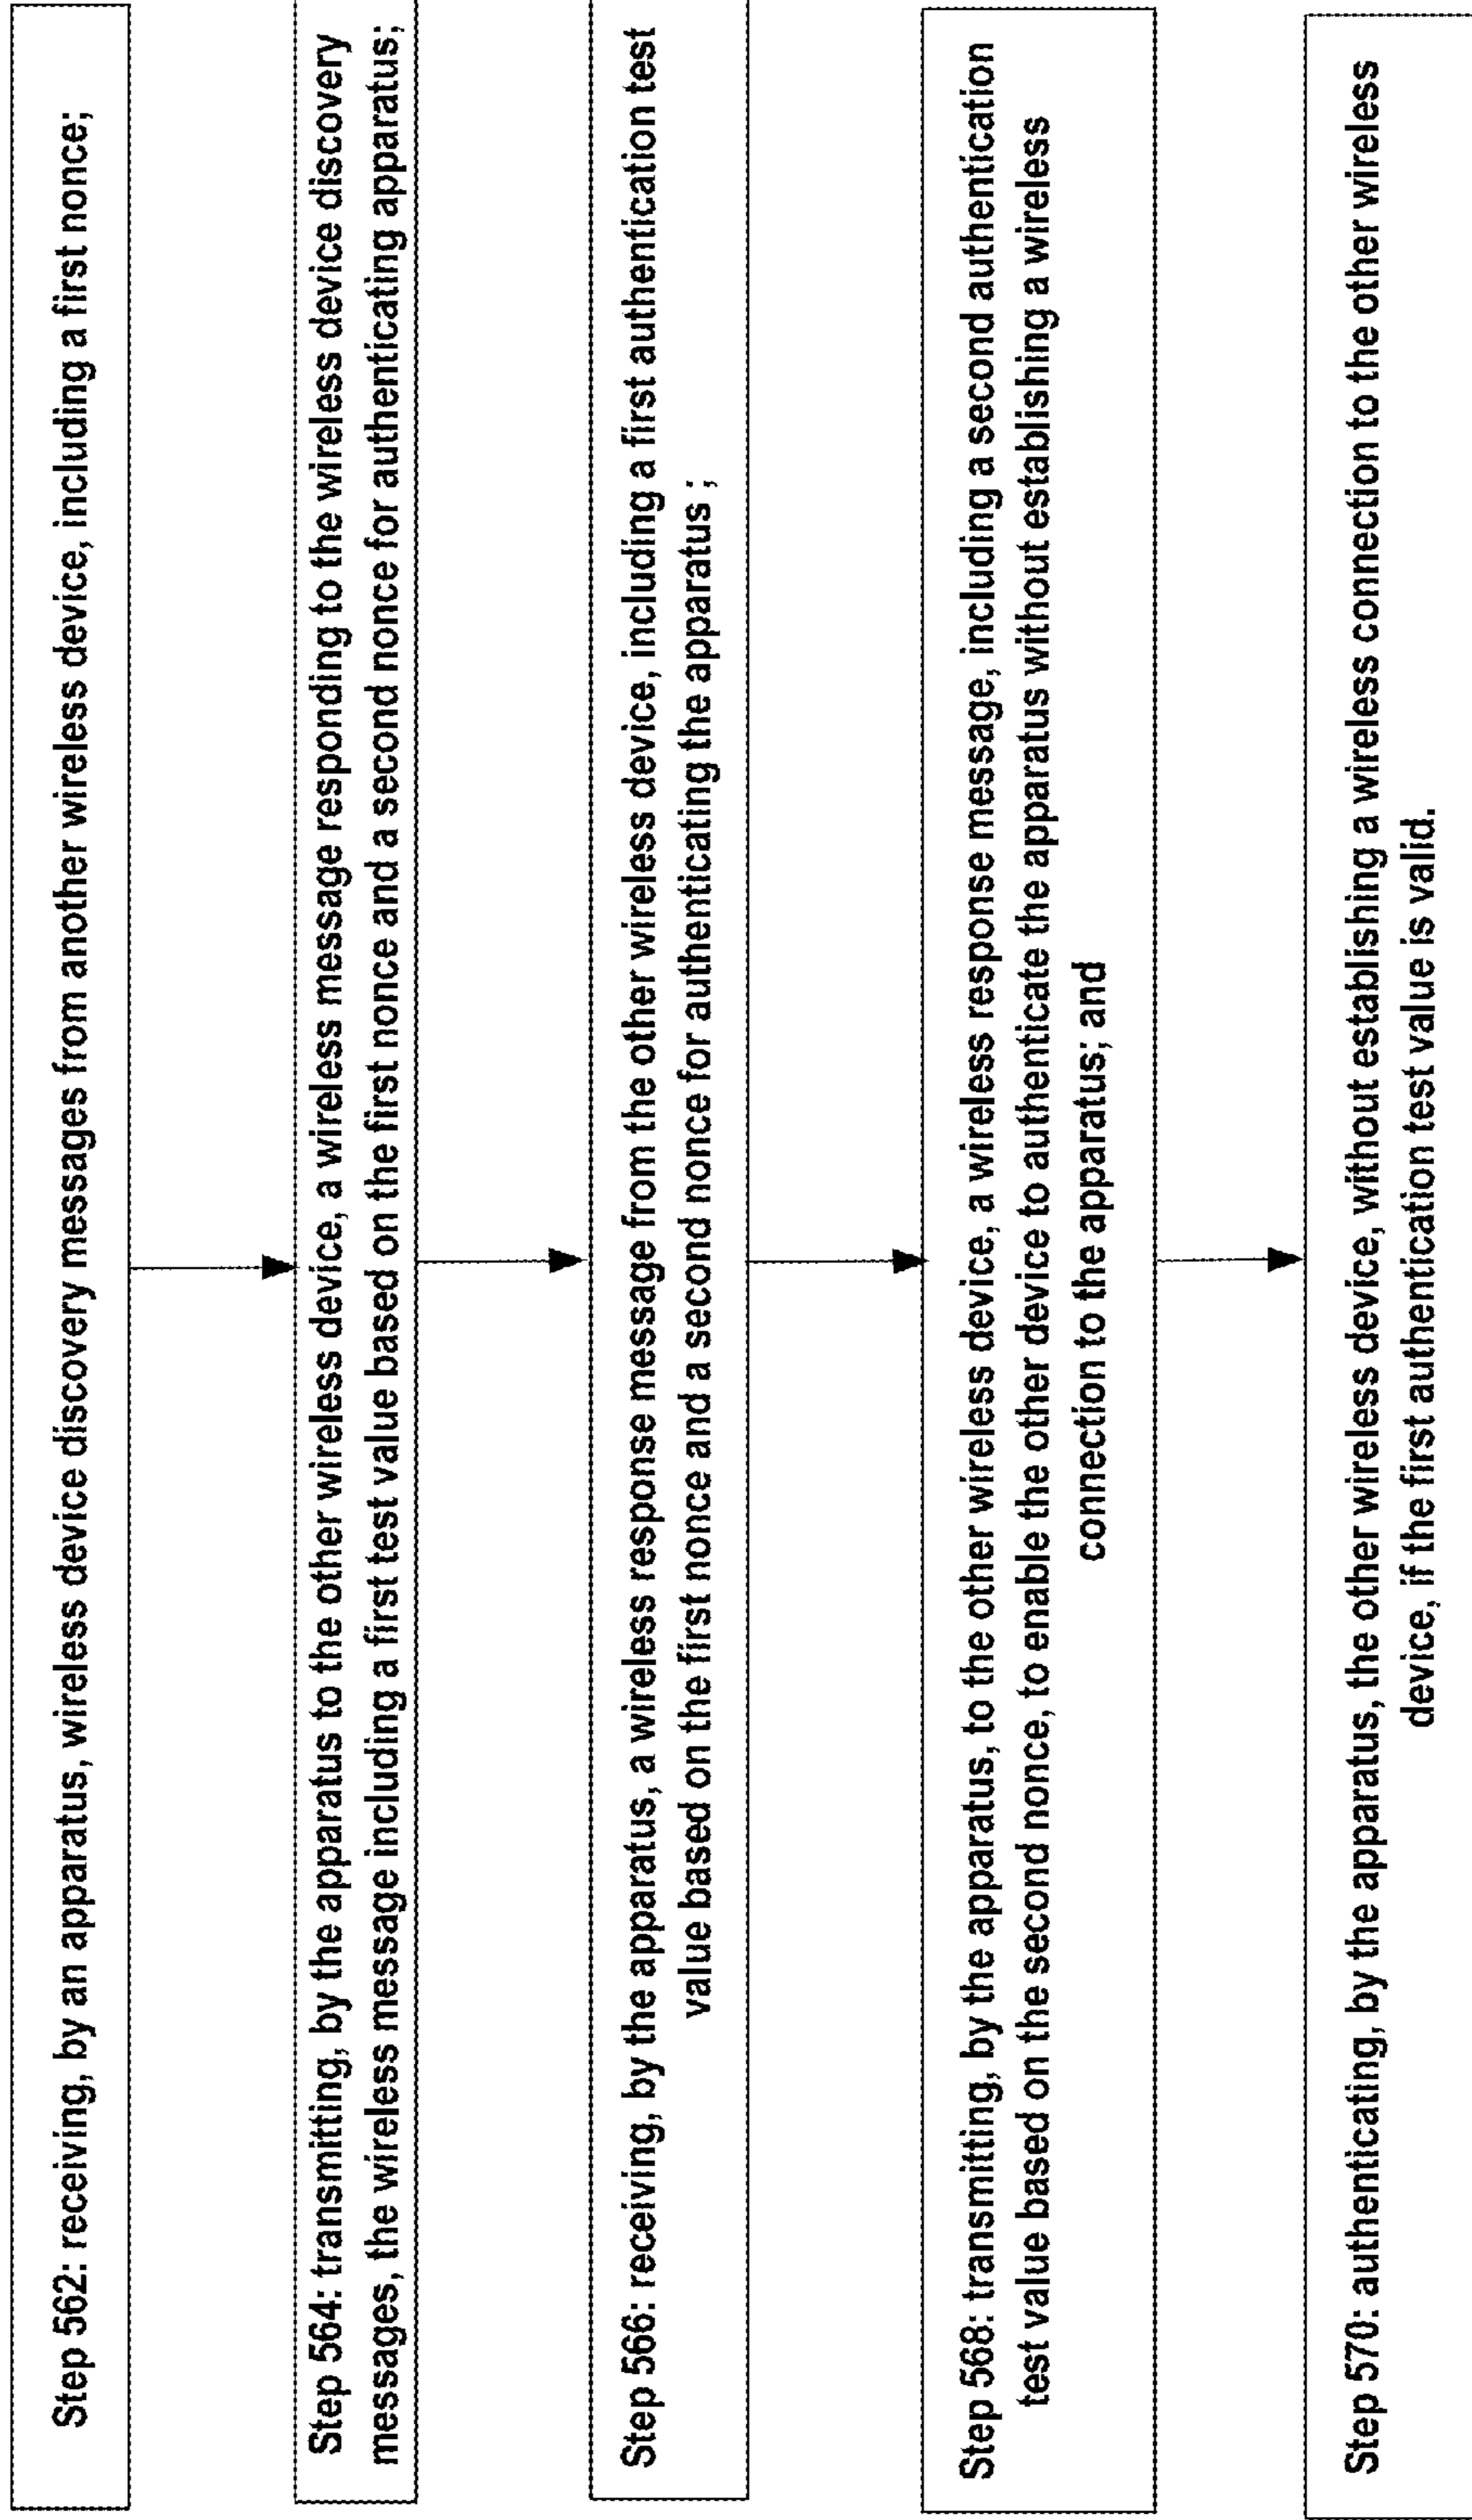 Step 562: receiving, by an apparatus, wireless device discovery messages from another wireless device, including a first nonce;
Step 564: transmitting, by the apparatus to the other wireless device, a wireless message responding to the wireless device discovery
messages, the wireless message including a first test value based on the first nonce and a second nonce for authenticating apparatus;
Step 566: receiving, by the apparatus, a wireless response message from the other wireless device, including a first authentication test
value based on the first nonce and a second nonce for authenticating the apparatus ;
Step 568: transmitting, by the apparatus, to the other wireless device, a wireless response message, including a second authentication
test value based on the second nonce, to enable the other device to authenticate the apparatus without establishing a wireless
connection to the apparatus; and
Step 570: authenticating, by the apparatus, the other wireless device, without establishing a wireless connection to the other wireless
device, if the first authentication test value is valid.